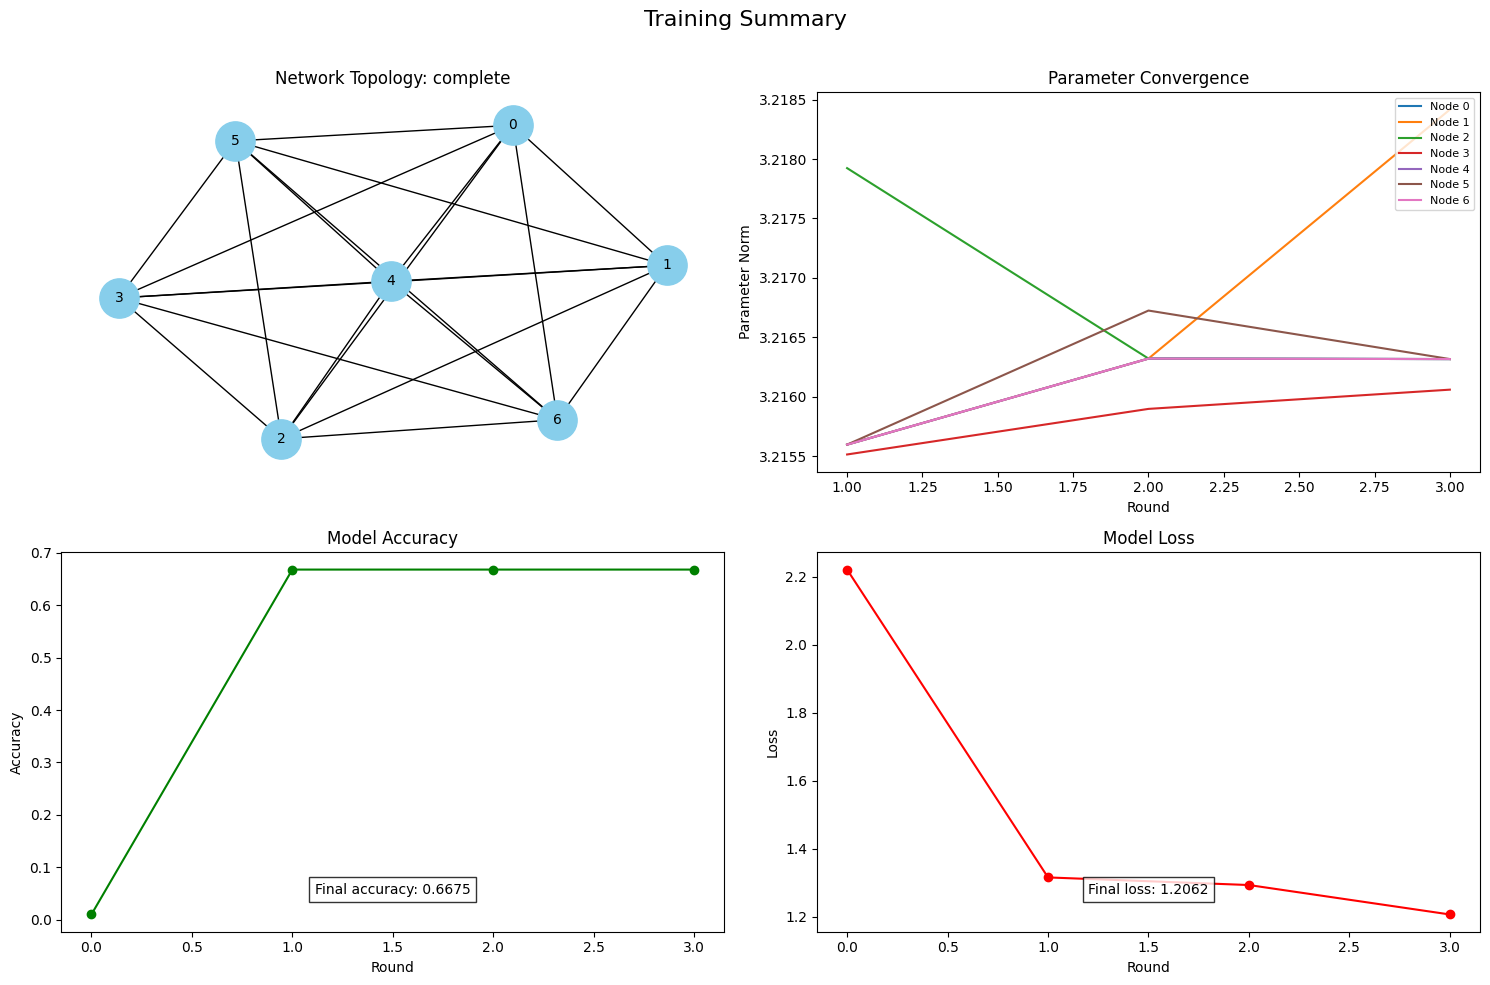 Training Summary
Network Topology: complete
5
0
1
4
3
6
2
Parameter Convergence
Parameter Norm
3.2185
3.2180
3.2175
3.2170
3.2165
3.2160
3.2155
Node 0
Node 1
Node 2
Node 3
Node 4
Node 5
Node 6
1.00 1.25 1.50 1.75 2.00 2.25 2.50 2.75 3.00
Round
Model Accuracy
Accuracy
0.7
0.6
0.5
0.4
0.3
0.2
0.1
0.0
Final accuracy: 0.6675
0.0 0.5 1.0 1.5 2.0 2.5 3.0
Round
Model Loss
Loss
2.2
2.0
1.8
1.6
1.4
1.2
Final loss: 1.2062
0.0 0.5 1.0 1.5 2.0 2.5 3.0
Round